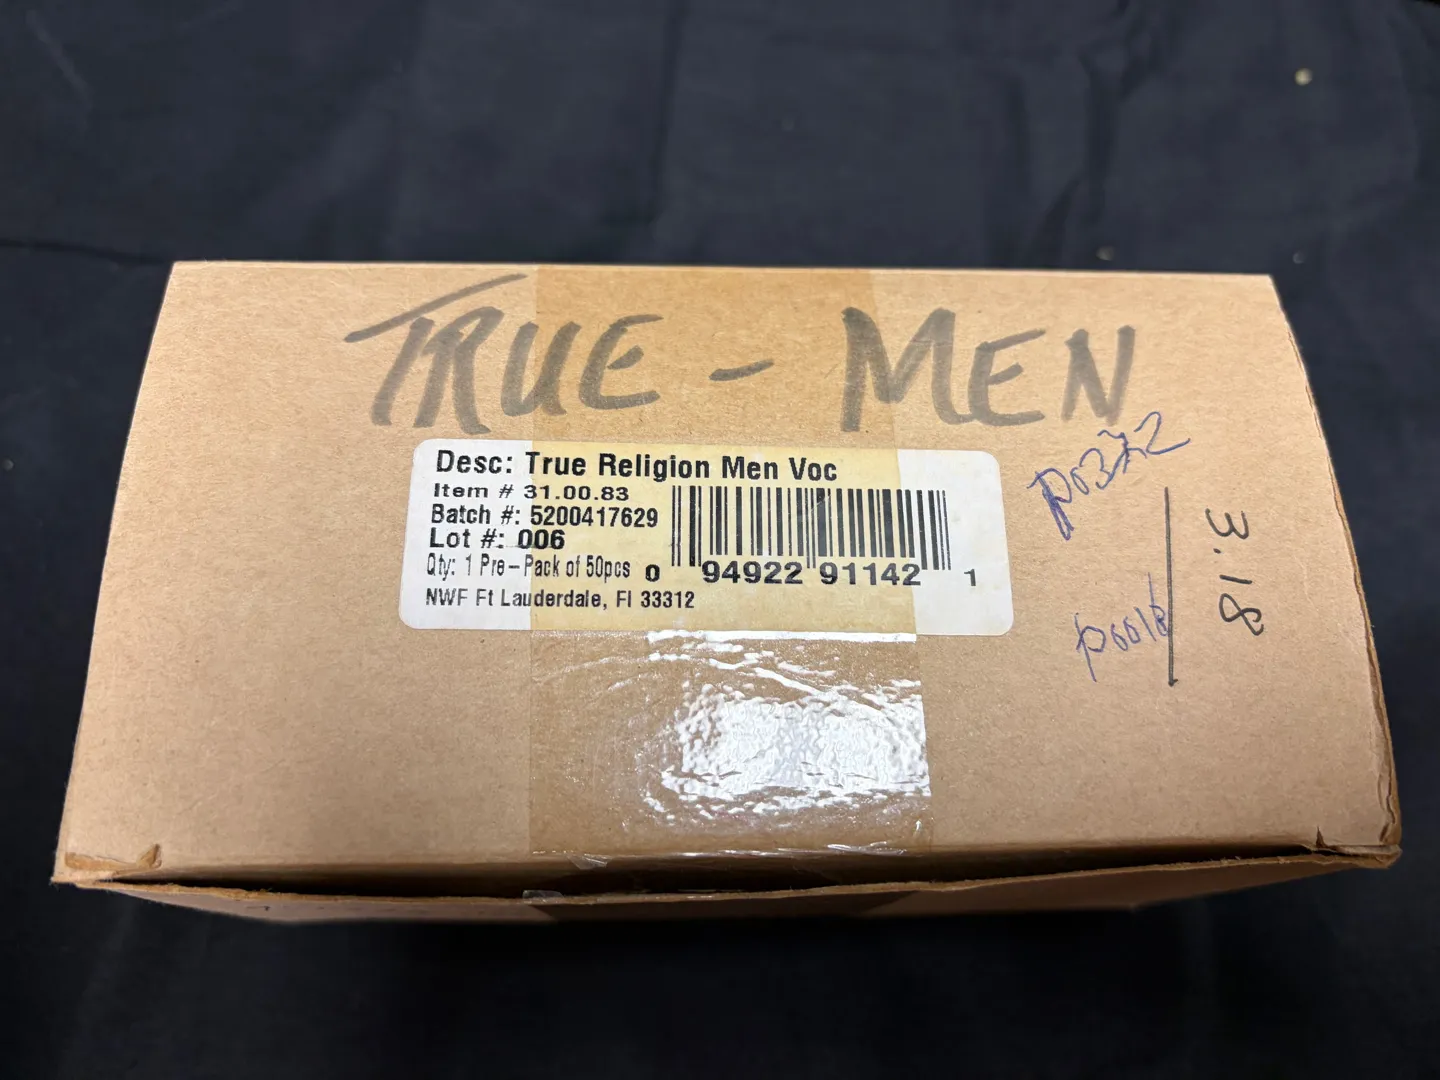 TRUE - MEN
Desc: True Religion Men Voc
Item # 31.00.83
Batch #: 5200417629
Lot #: 006
Qty: 1 Pre-Pack of 50pcs
NWF Ft Lauderdale, Fl 33312
0 94922 91142 1
3.18